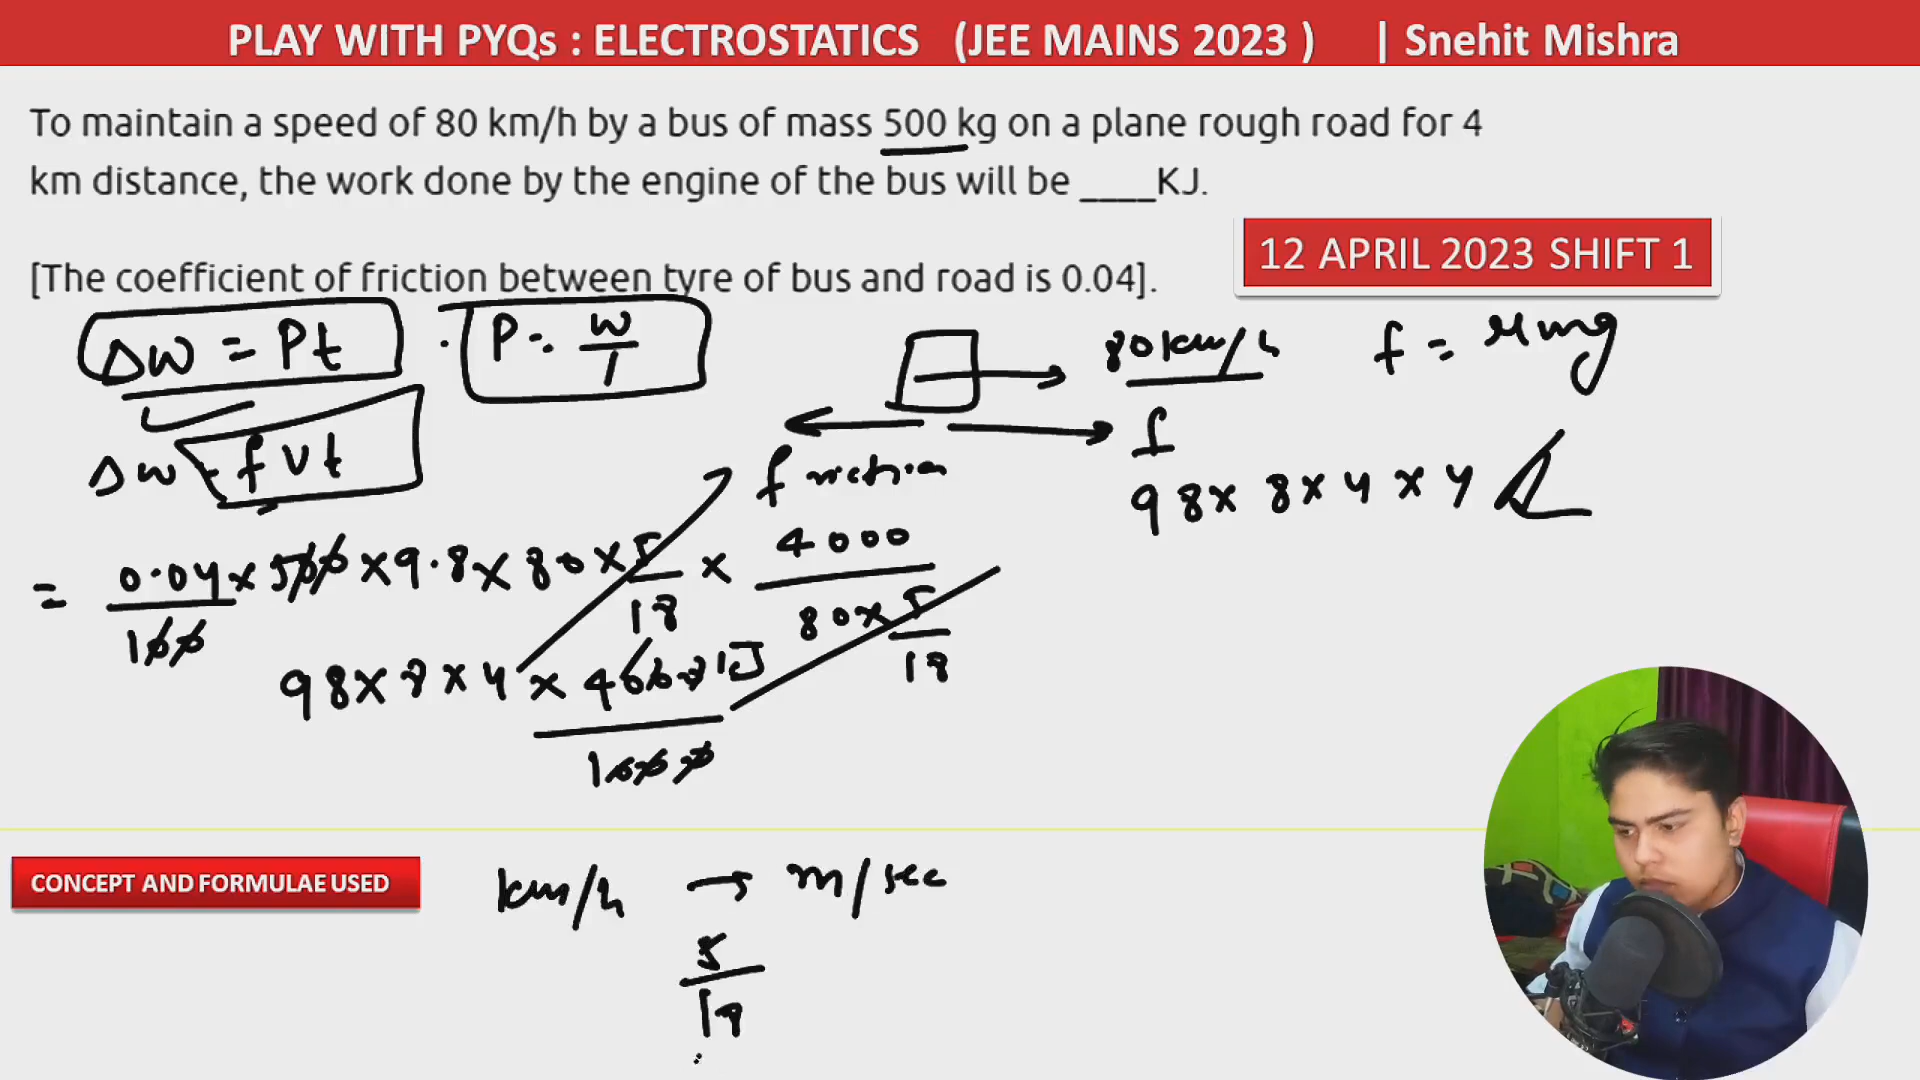 PLAY WITH PYQs : ELECTROSTATICS (JEE MAINS 2023 ) | Snehit Mishra
To maintain a speed of 80 km/h by a bus of mass 500 kg on a plane rough road for 4
km distance, the work done by the engine of the bus will be ____KJ.
12 APRIL 2023 SHIFT 1
[The coefficient of friction between tyre of bus and road is 0.04].
Δw = Pt
P = w/
80 km/h
f = μmg
Δw = fvt
f
friction
98 × 8 × 4 × 4
= 0.04/100 × 500 × 9.8 × 80 × 5/18 × 4000/80 × 5/18
98 × 8 × 4 ×
1000
CONCEPT AND FORMULAE USED
km/h → m/sec
5/18